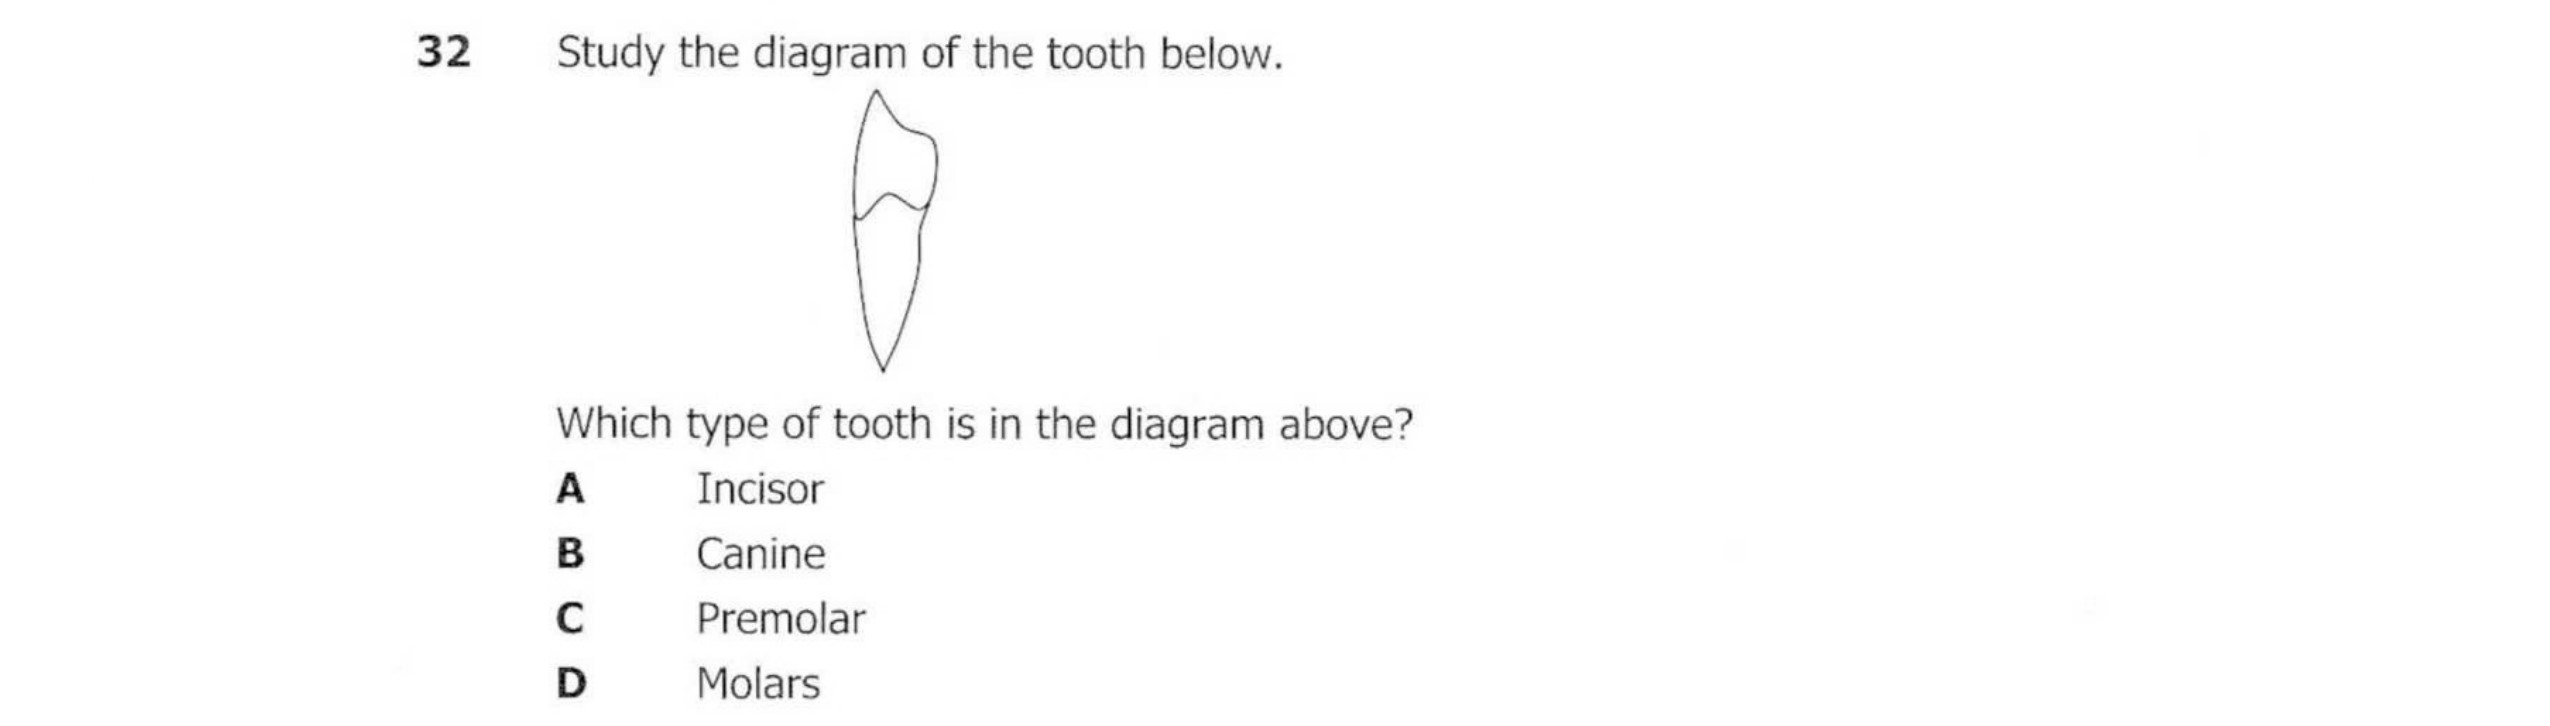 32 Study the diagram of the tooth below.
Which type of tooth is in the diagram above?
A Incisor
B Canine
C Premolar
D Molars